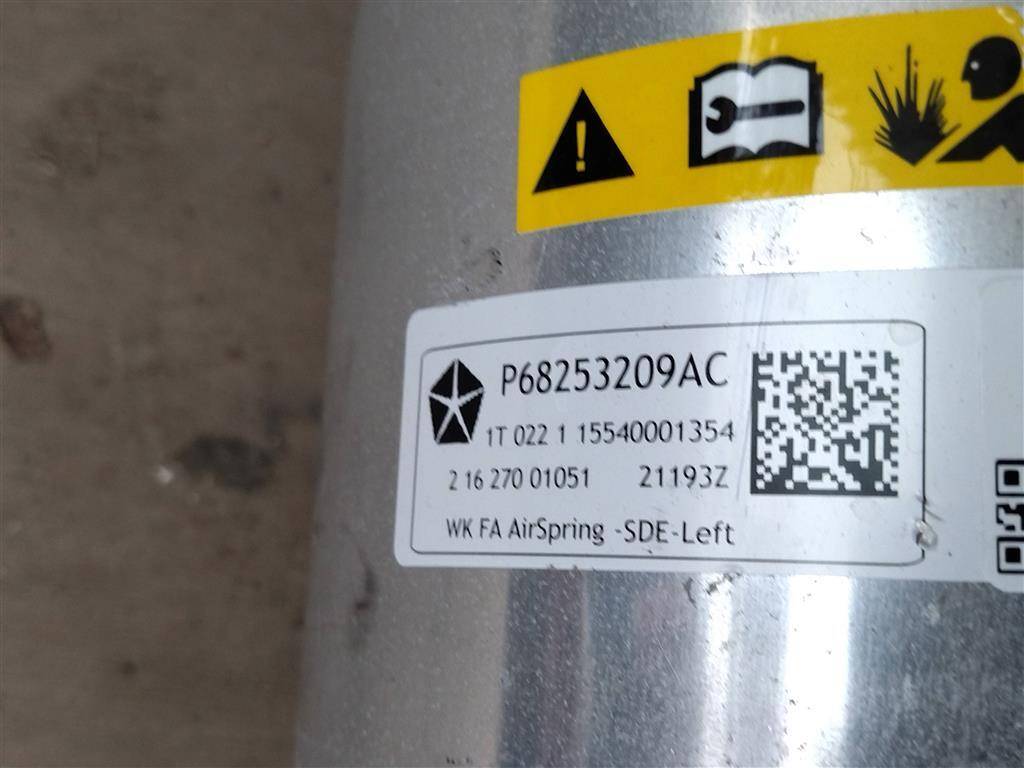 !
P68253209AC
1T 022 1 15540001354
2 16 270 01051 21193Z
WK FA AirSpring -SDE-Left